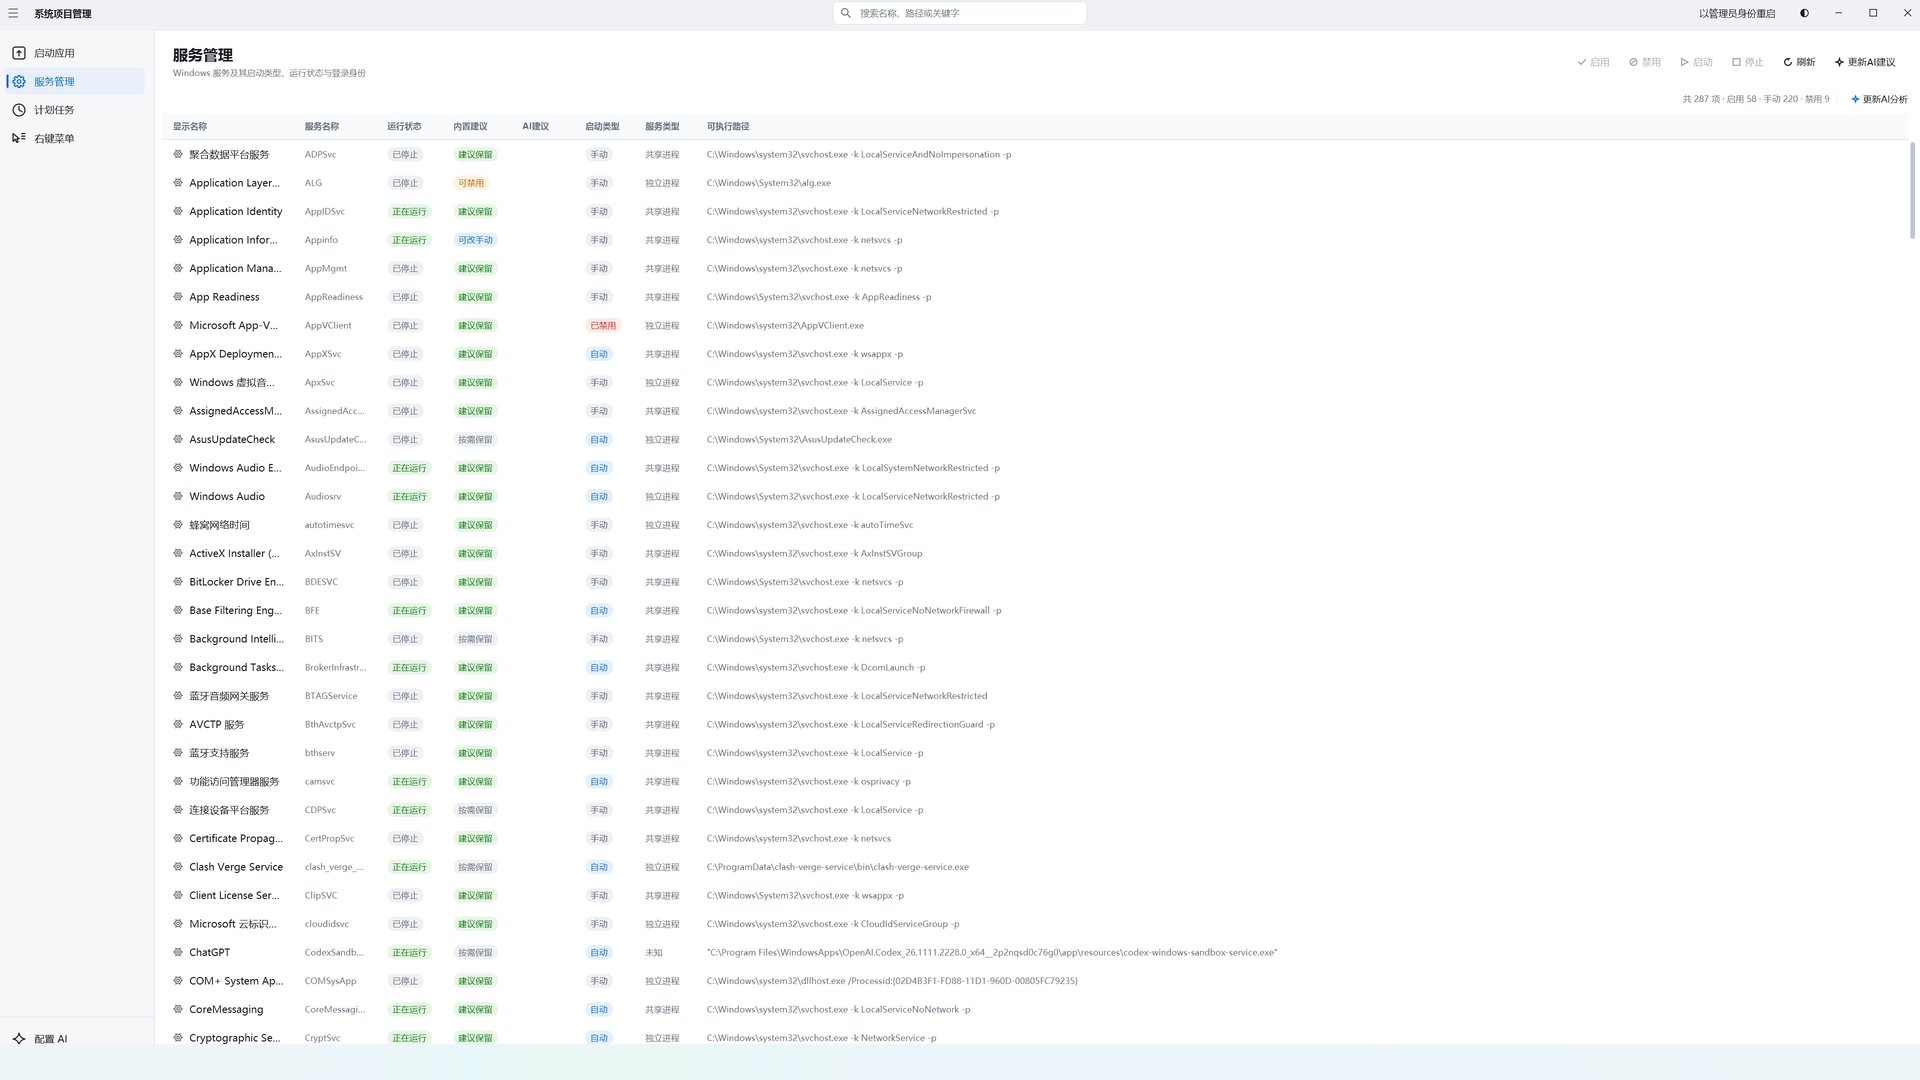 系统项目管理
搜索名称、路径或关键字
以管理员身份重启
启动应用
服务管理
计划任务
右键菜单
配置 AI
服务管理
Windows 服务及其启动类型、运行状态与登录身份
启用 禁用 启动 停止 刷新 更新AI建议
共 287 项 · 启用 58 · 手动 220 · 禁用 9 更新AI分析
显示名称 服务名称 运行状态 内置建议 AI建议 启动类型 服务类型 可执行路径
聚合数据平台服务 ADPSvc 已停止 建议保留 手动 共享进程 C:\Windows\system32\svchost.exe -k LocalServiceAndNoImpersonation -p
Application Layer... ALG 已停止 可禁用 手动 独立进程 C:\Windows\System32\alg.exe
Application Identity AppIDSvc 正在运行 建议保留 手动 共享进程 C:\Windows\system32\svchost.exe -k LocalServiceNetworkRestricted -p
Application Infor... Appinfo 正在运行 可改手动 手动 共享进程 C:\Windows\system32\svchost.exe -k netsvcs -p
Application Mana... AppMgmt 已停止 建议保留 手动 共享进程 C:\Windows\system32\svchost.exe -k netsvcs -p
App Readiness AppReadiness 已停止 建议保留 手动 共享进程 C:\Windows\System32\svchost.exe -k AppReadiness -p
Microsoft App-V... AppVClient 已停止 建议保留 已禁用 独立进程 C:\Windows\system32\AppVClient.exe
AppX Deploymen... AppXSvc 已停止 建议保留 自动 共享进程 C:\Windows\system32\svchost.exe -k wsappx -p
Windows 虚拟音... ApxSvc 已停止 建议保留 手动 独立进程 C:\Windows\system32\svchost.exe -k LocalService -p
AssignedAccessM... AssignedAcc... 已停止 建议保留 手动 共享进程 C:\Windows\system32\svchost.exe -k AssignedAccessManagerSvc
AsusUpdateCheck AsusUpdateC... 已停止 按需保留 自动 独立进程 C:\Windows\System32\AsusUpdateCheck.exe
Windows Audio E... AudioEndpoi... 正在运行 建议保留 自动 共享进程 C:\Windows\System32\svchost.exe -k LocalSystemNetworkRestricted -p
Windows Audio Audiosrv 正在运行 建议保留 自动 独立进程 C:\Windows\System32\svchost.exe -k LocalServiceNetworkRestricted -p
蜂窝网络时间 autotimesvc 已停止 建议保留 手动 独立进程 C:\Windows\system32\svchost.exe -k autoTimeSvc
ActiveX Installer (... AxInstSV 已停止 建议保留 手动 共享进程 C:\Windows\system32\svchost.exe -k AxInstSVGroup
BitLocker Drive En... BDESVC 已停止 建议保留 手动 共享进程 C:\Windows\System32\svchost.exe -k netsvcs -p
Base Filtering Eng... BFE 正在运行 建议保留 自动 共享进程 C:\Windows\system32\svchost.exe -k LocalServiceNoNetworkFirewall -p
Background Intelli... BITS 已停止 按需保留 手动 共享进程 C:\Windows\System32\svchost.exe -k netsvcs -p
Background Tasks... BrokerInfrastr... 正在运行 建议保留 自动 共享进程 C:\Windows\system32\svchost.exe -k DcomLaunch -p
蓝牙音频网关服务 BTAGService 已停止 建议保留 手动 共享进程 C:\Windows\system32\svchost.exe -k LocalServiceNetworkRestricted
AVCTP 服务 BthAvctpSvc 已停止 建议保留 手动 共享进程 C:\Windows\system32\svchost.exe -k LocalServiceRedirectionGuard -p
蓝牙支持服务 bthserv 已停止 建议保留 手动 共享进程 C:\Windows\system32\svchost.exe -k LocalService -p
功能访问管理器服务 camsvc 正在运行 建议保留 自动 共享进程 C:\Windows\system32\svchost.exe -k osprivacy -p
连接设备平台服务 CDPSvc 正在运行 按需保留 手动 共享进程 C:\Windows\system32\svchost.exe -k LocalService -p
Certificate Propag... CertPropSvc 已停止 建议保留 手动 共享进程 C:\Windows\system32\svchost.exe -k netsvcs
Clash Verge Service clash_verge_... 正在运行 按需保留 自动 独立进程 C:\ProgramData\clash-verge-service\bin\clash-verge-service.exe
Client License Ser... ClipSVC 已停止 建议保留 手动 共享进程 C:\Windows\System32\svchost.exe -k wsappx -p
Microsoft 云标识... cloudidsvc 已停止 建议保留 手动 独立进程 C:\Windows\system32\svchost.exe -k CloudIdServiceGroup -p
ChatGPT CodexSandb... 正在运行 按需保留 自动 未知 "C:\Program Files\WindowsApps\OpenAI.Codex_26.1111.2228.0_x64__2p2nqsd0c76g0\app\resources\codex-windows-sandbox-service.exe"
COM+ System Ap... COMSysApp 已停止 建议保留 手动 独立进程 C:\Windows\system32\dllhost.exe /Processid:{02D4B3F1-FD88-11D1-960D-00805FC79235}
CoreMessaging CoreMessagi... 正在运行 建议保留 自动 共享进程 C:\Windows\system32\svchost.exe -k LocalServiceNoNetwork -p
Cryptographic Se... CryptSvc 正在运行 建议保留 自动 独立进程 C:\Windows\system32\svchost.exe -k NetworkService -p